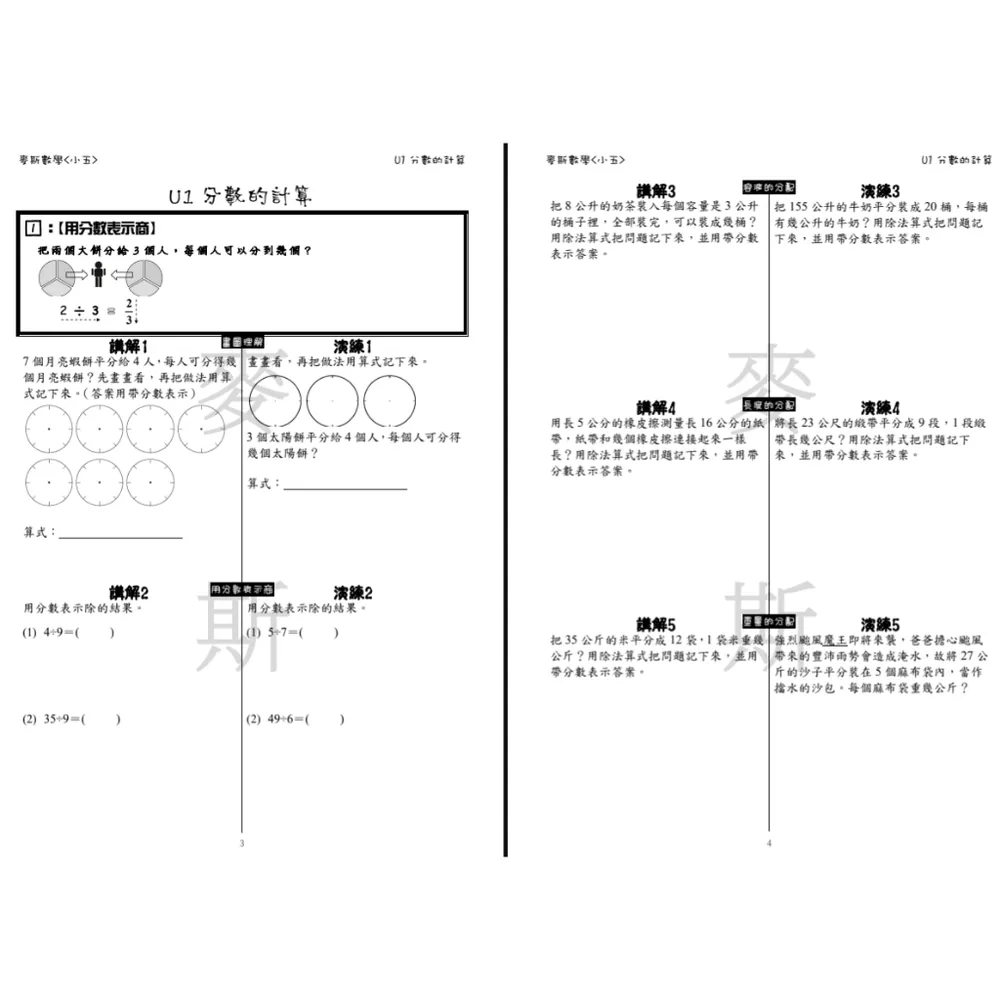 麥斯數學<小五>
U1 分數的計算
U1 分數的計算
1：【用分數表示商】
把兩個大餅分給 3 個人，每個人可以分到幾個？
2 ÷ 3 = 2/3
畫圖理解
講解1
7 個月亮蝦餅平分給 4 人，每人可分得幾
個月亮蝦餅？先畫畫看，再把做法用算
式記下來。（答案用帶分數表示）
算式：
演練1
畫畫看，再把做法用算式記下來。
3 個太陽餅平分給 4 個人，每個人可分得
幾個太陽餅？
算式：
用分數表示商
講解2
用分數表示除的結果。
(1) 4÷9＝( )
(2) 35÷9＝( )
演練2
用分數表示除的結果。
(1) 5÷7＝( )
(2) 49÷6＝( )
麥
斯
3
麥斯數學<小五>
U1 分數的計算
容量的分配
講解3
把 8 公升的奶茶裝入每個容量是 3 公升
的桶子裡，全部裝完，可以裝成幾桶？
用除法算式把問題記下來，並用帶分數
表示答案。
演練3
把 155 公升的牛奶平分裝成 20 桶，每桶
有幾公升的牛奶？用除法算式把問題記
下來，並用帶分數表示答案。
長度的分配
講解4
用長 5 公分的橡皮擦測量長 16 公分的紙
帶，紙帶和幾個橡皮擦連接起來一樣
長？用除法算式把問題記下來，並用帶
分數表示答案。
演練4
將長 23 公尺的緞帶平分成 9 段，1 段緞
帶長幾公尺？用除法算式把問題記下
來，並用帶分數表示答案。
重量的分配
講解5
把 35 公斤的米平分成 12 袋，1 袋米重幾
公斤？用除法算式把問題記下來，並用
帶分數表示答案。
演練5
強烈颱風魔王即將來襲，爸爸擔心颱風
帶來的豐沛雨勢會造成淹水，故將 27 公
斤的沙子平分裝在 5 個麻布袋內，當作
擋水的沙包。每個麻布袋重幾公斤？
麥
斯
4